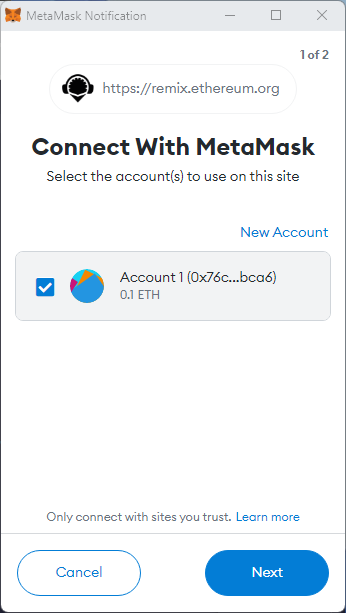 MetaMask Notification
1 of 2
https://remix.ethereum.org
Connect With MetaMask
Select the account(s) to use on this site
New Account
Account 1 (0x76c...bca6)
0.1 ETH
Only connect with sites you trust. Learn more
Cancel
Next